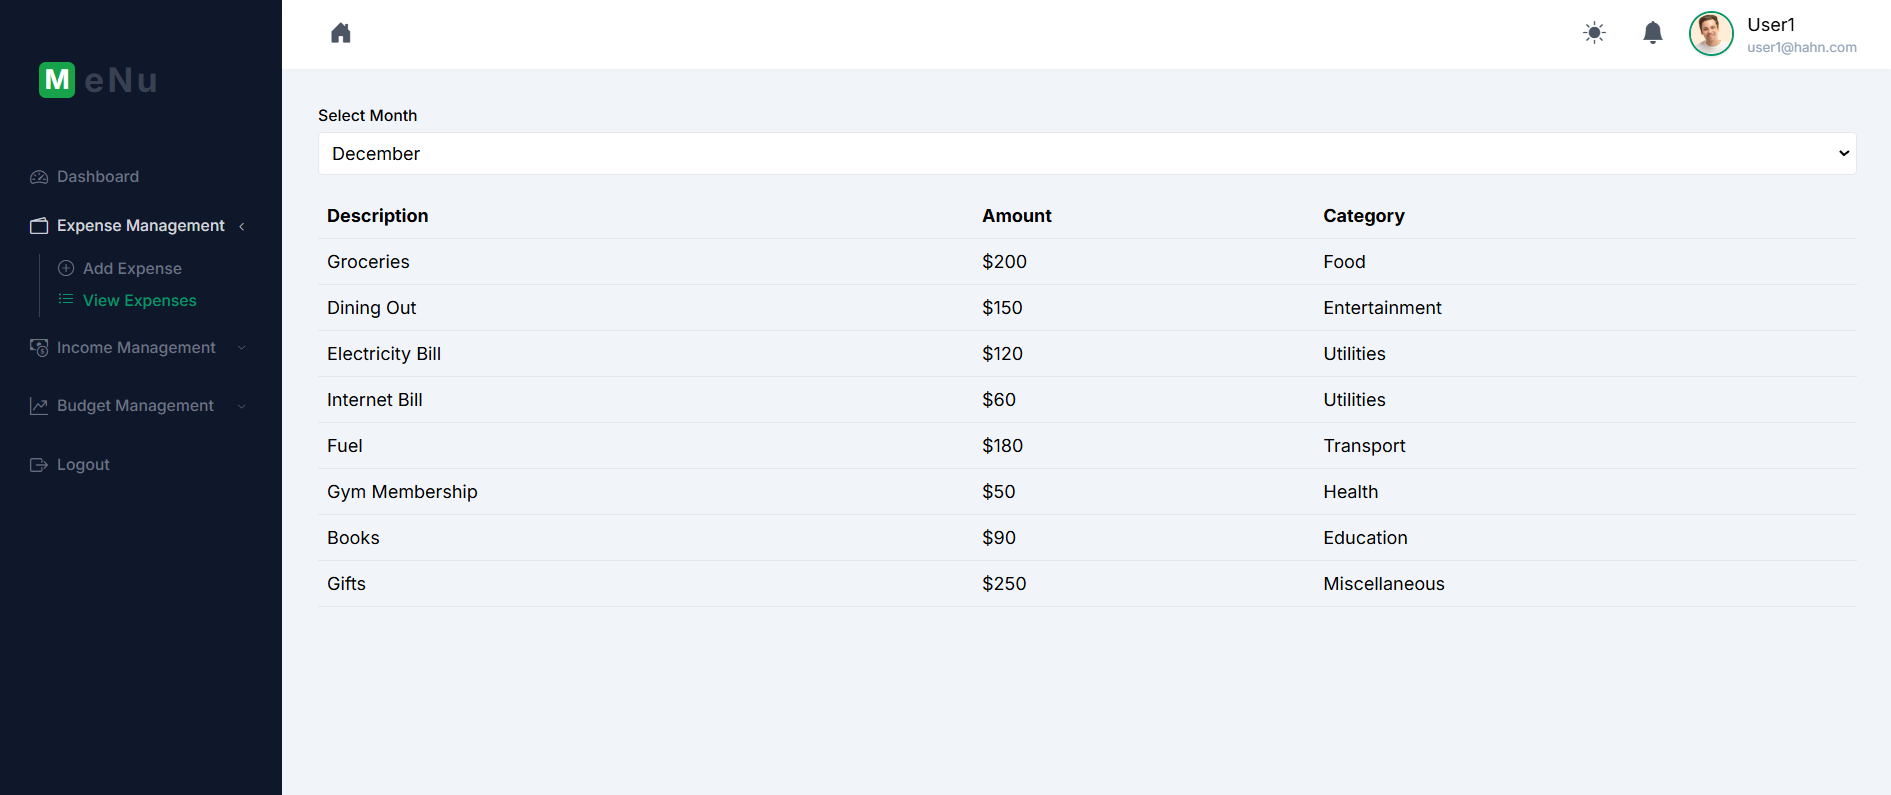 M eNu
Dashboard
Expense Management
Add Expense
View Expenses
Income Management
Budget Management
Logout
User1
user1@hahn.com
Select Month
December
Description Amount Category
Groceries $200 Food
Dining Out $150 Entertainment
Electricity Bill $120 Utilities
Internet Bill $60 Utilities
Fuel $180 Transport
Gym Membership $50 Health
Books $90 Education
Gifts $250 Miscellaneous